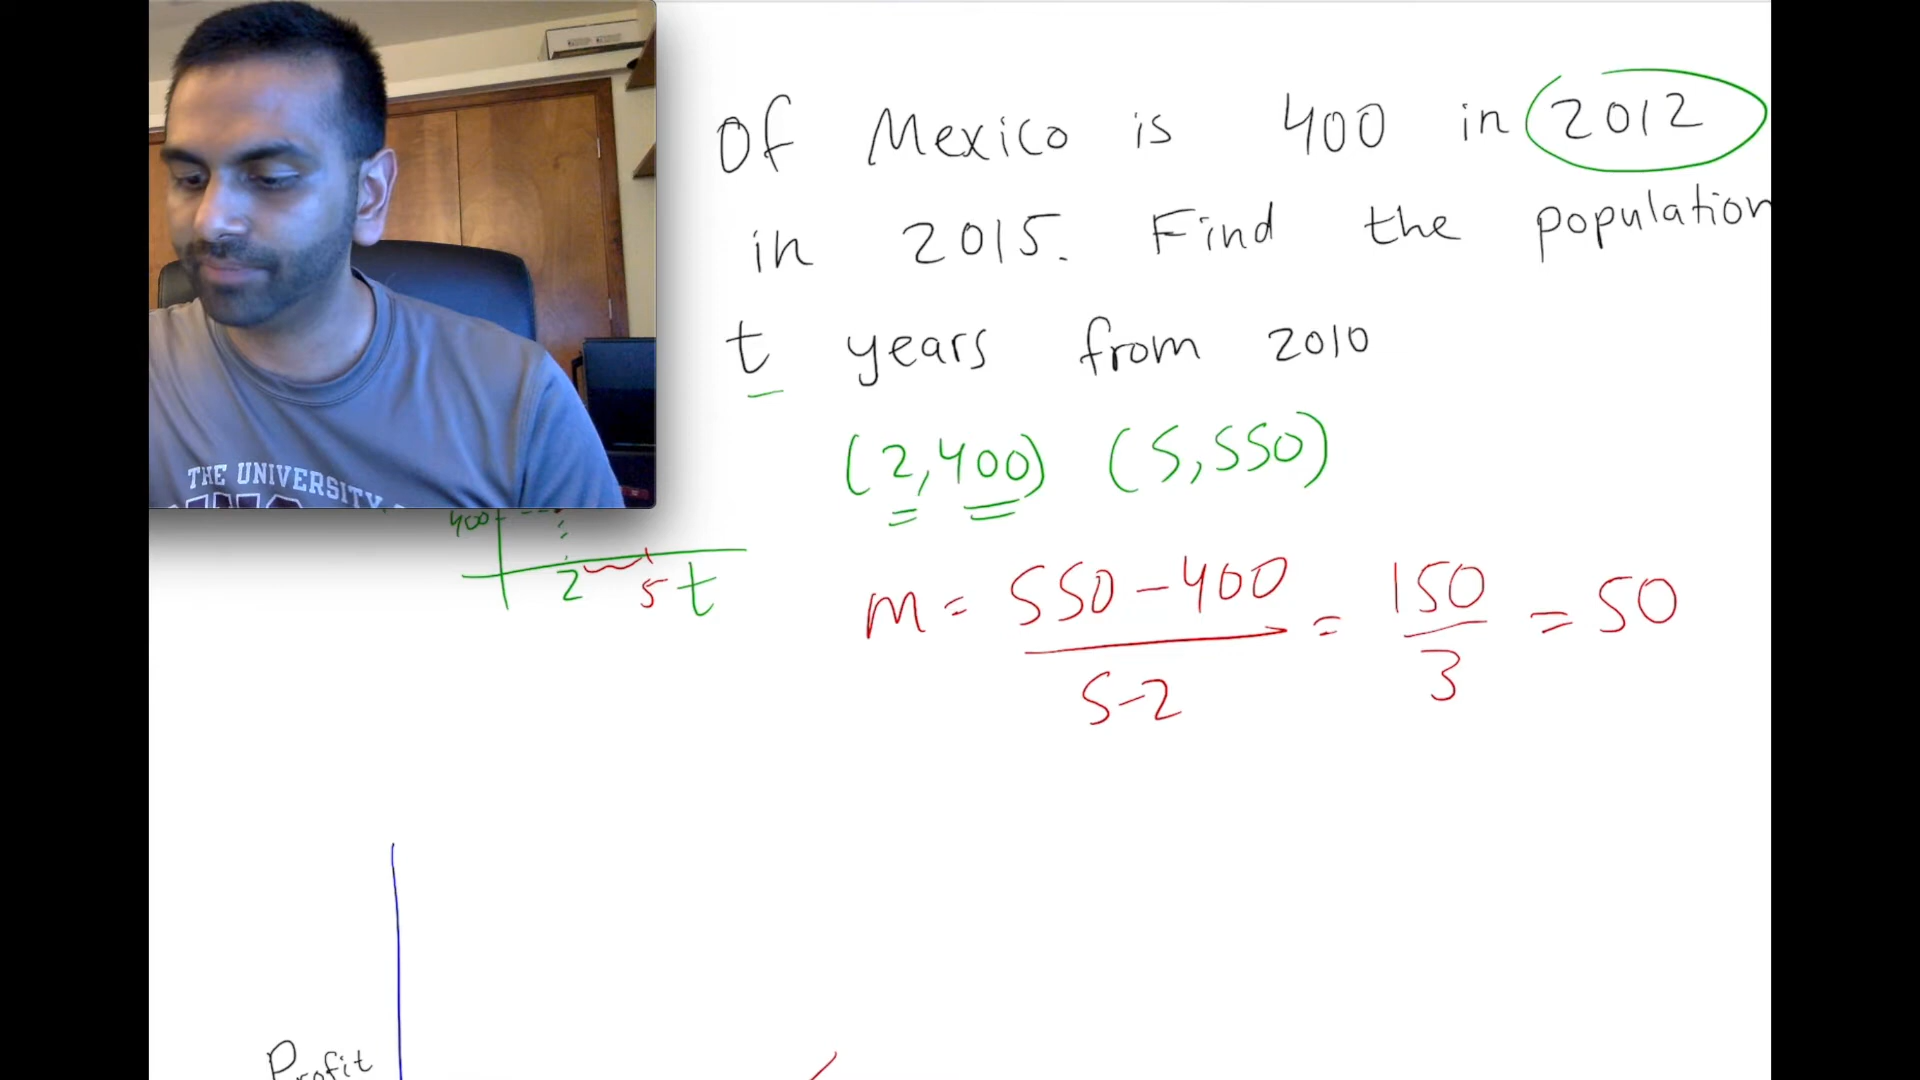 Of Mexico is 400 in 2012
in 2015. Find the population
t years from 2010
(2,400) (5,550)
THE UNIVERSITY
400
2 5 t
m = 550-400 = 150 = 50
5-2 3
Profit